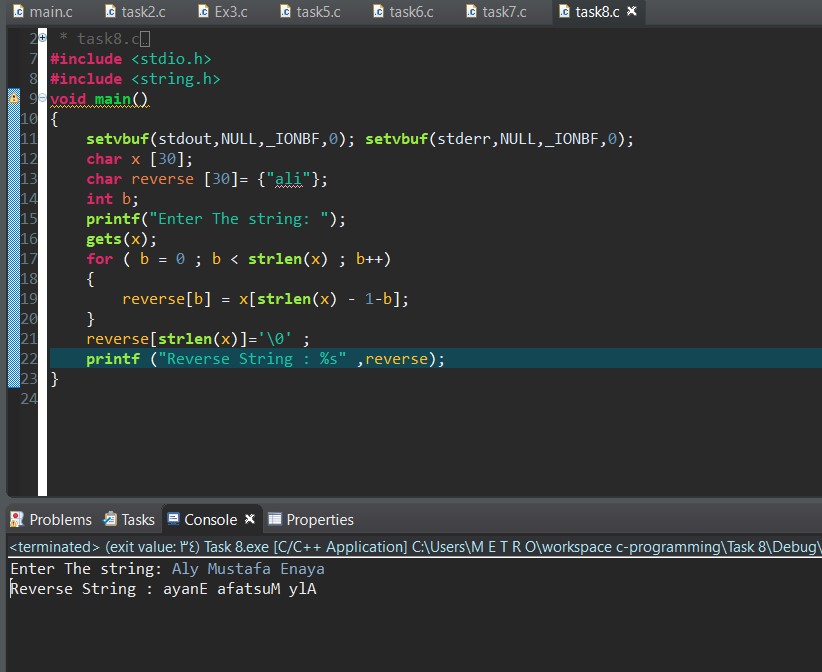 main.c task2.c Ex3.c task5.c task6.c task7.c task8.c
2 * task8.c
7 #include <stdio.h>
8 #include <string.h>
9 void main()
10 {
11 setvbuf(stdout,NULL,_IONBF,0); setvbuf(stderr,NULL,_IONBF,0);
12 char x [30];
13 char reverse [30]= {"ali"};
14 int b;
15 printf("Enter The string: ");
16 gets(x);
17 for ( b = 0 ; b < strlen(x) ; b++)
18 {
19 reverse[b] = x[strlen(x) - 1-b];
20 }
21 reverse[strlen(x)]='\0' ;
22 printf ("Reverse String : %s" ,reverse);
23 }
24
Problems Tasks Console Properties
<terminated> (exit value: ٣٤) Task 8.exe [C/C++ Application] C:\Users\M E T R O\workspace c-programming\Task 8\Debug\
Enter The string: Aly Mustafa Enaya
Reverse String : ayanE afatsuM ylA